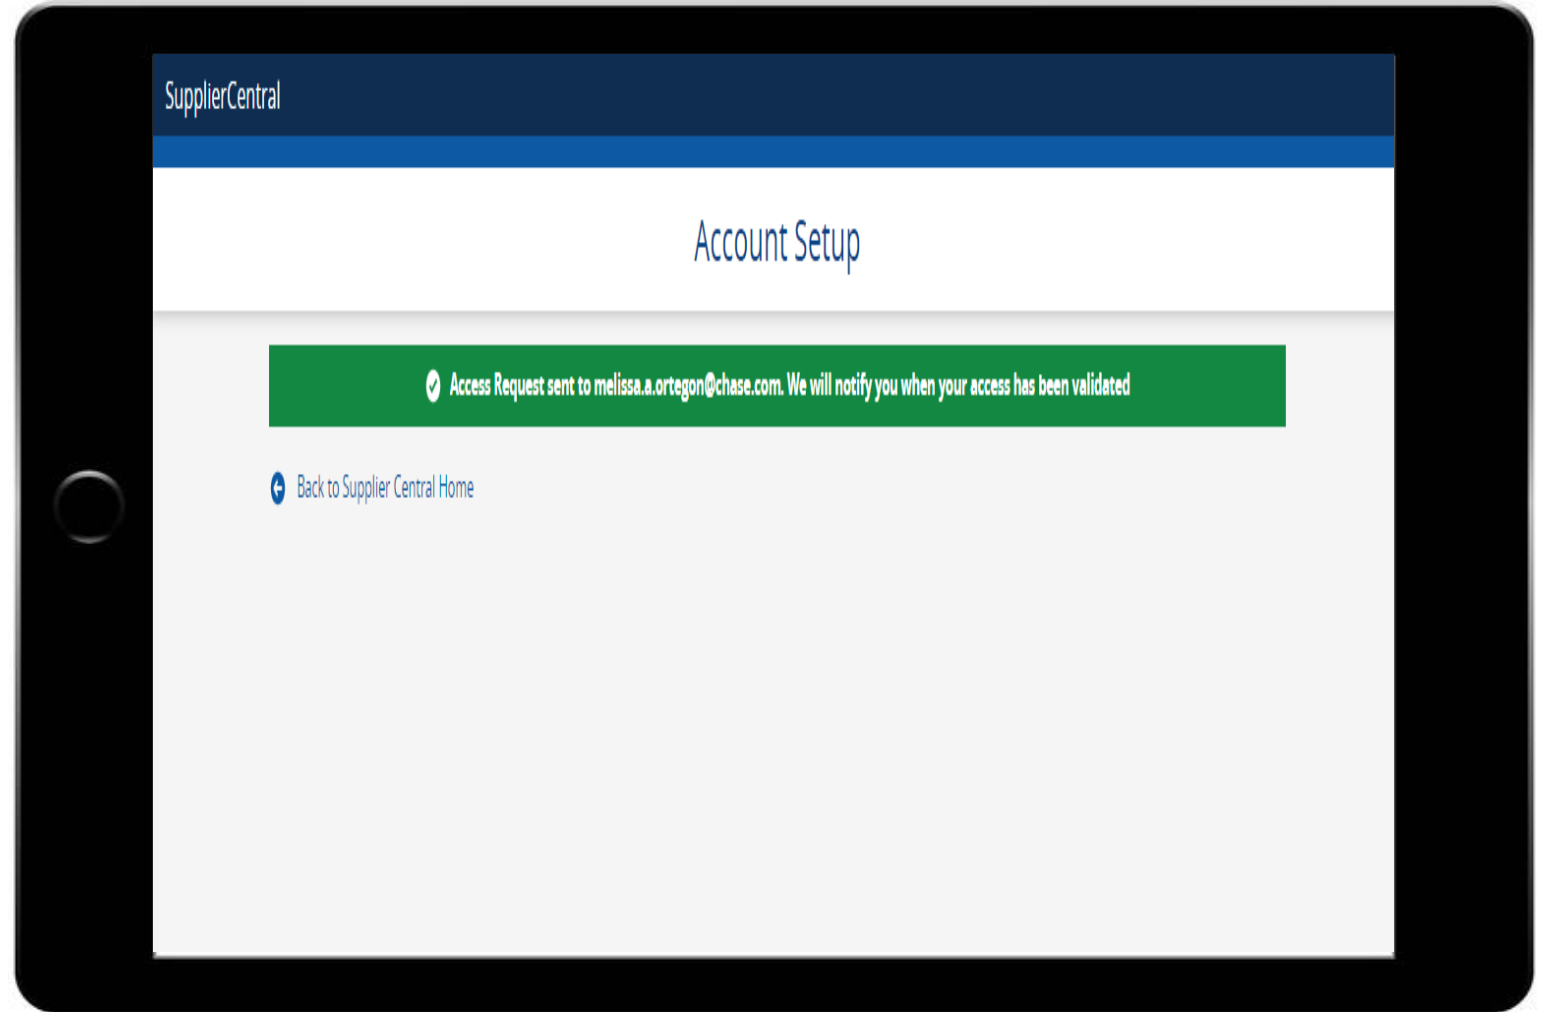 SupplierCentral
Account Setup
Access Request sent to melissa.a.ortegon@chase.com. We will notify you when your access has been validated
Back to Supplier Central Home